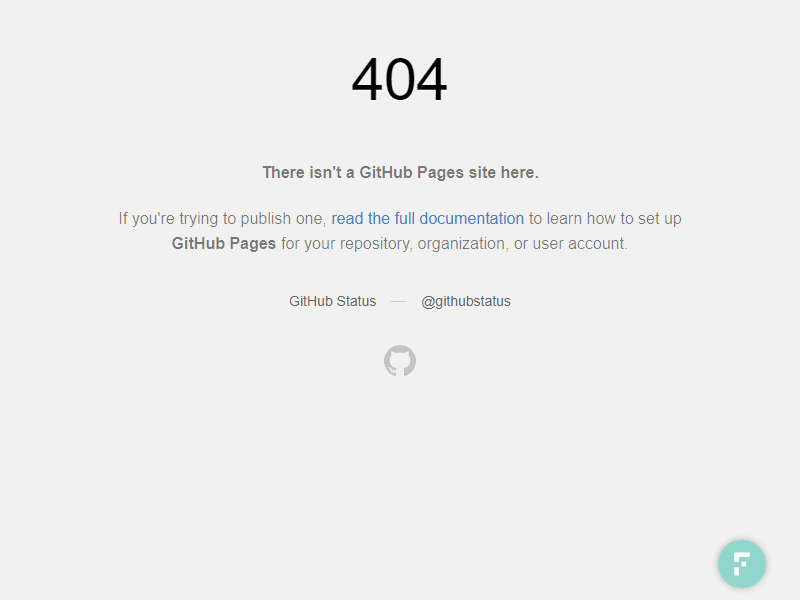 404
There isn't a GitHub Pages site here.
If you're trying to publish one, read the full documentation to learn how to set up
GitHub Pages for your repository, organization, or user account.
GitHub Status — @githubstatus